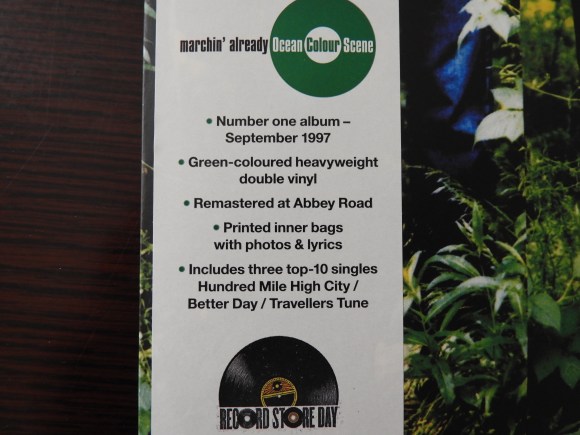 marchin' already Ocean Colour Scene
• Number one album –
September 1997
• Green-coloured heavyweight
double vinyl
• Remastered at Abbey Road
• Printed inner bags
with photos & lyrics
• Includes three top-10 singles
Hundred Mile High City /
Better Day / Travellers Tune
RECORD STORE DAY